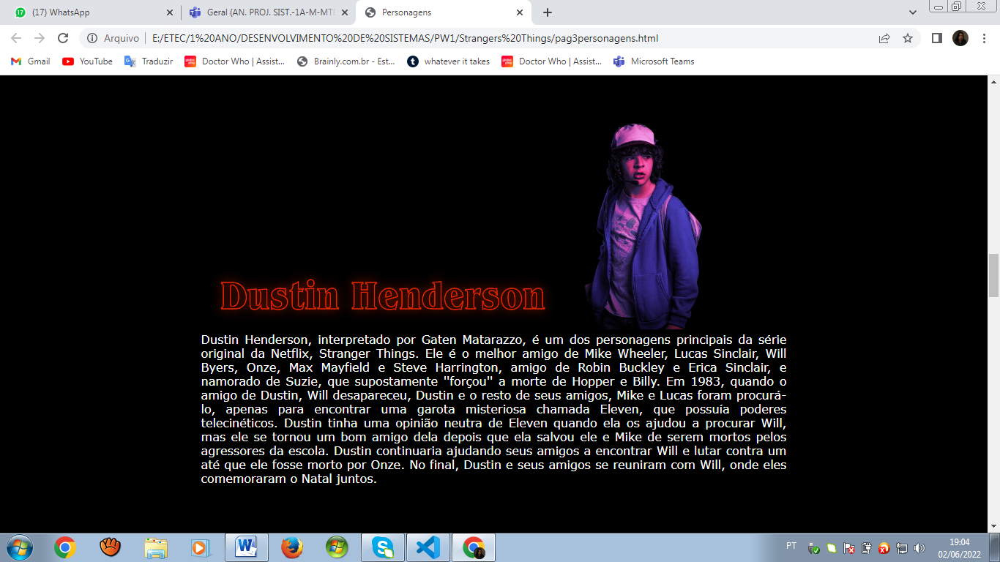 (17) WhatsApp
Geral (AN. PROJ. SIST.-1A-M-MTE
Personagens
Arquivo
E:/ETEC/1%20ANO/DESENVOLVIMENTO%20DE%20SISTEMAS/PW1/Strangers%20Things/pag3personagens.html
Gmail
YouTube
Traduzir
Doctor Who | Assist...
Brainly.com.br - Est...
whatever it takes
Doctor Who | Assist...
Microsoft Teams
Dustin Henderson
Dustin Henderson, interpretado por Gaten Matarazzo, é um dos personagens principais da série
original da Netflix, Stranger Things. Ele é o melhor amigo de Mike Wheeler, Lucas Sinclair, Will
Byers, Onze, Max Mayfield e Steve Harrington, amigo de Robin Buckley e Erica Sinclair, e
namorado de Suzie, que supostamente "forçou" a morte de Hopper e Billy. Em 1983, quando o
amigo de Dustin, Will desapareceu, Dustin e o resto de seus amigos, Mike e Lucas foram procurá-
lo, apenas para encontrar uma garota misteriosa chamada Eleven, que possuía poderes
telecinéticos. Dustin tinha uma opinião neutra de Eleven quando ela os ajudou a procurar Will,
mas ele se tornou um bom amigo dela depois que ela salvou ele e Mike de serem mortos pelos
agressores da escola. Dustin continuaria ajudando seus amigos a encontrar Will e lutar contra um
até que ele fosse morto por Onze. No final, Dustin e seus amigos se reuniram com Will, onde eles
comemoraram o Natal juntos.
PT
19:04
02/06/2022